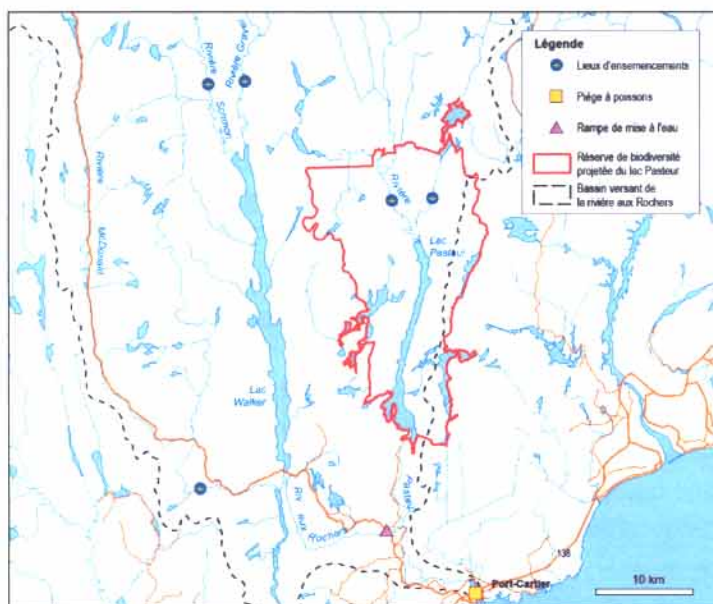 Légende
Lieux d'ensemencements
Piège à poissons
Rampe de mise à l'eau
Réserve de biodiversité
projetée du lac Pasteur
Bassin versant de
la rivière aux Rochers
Rivière
Rivière Gravel
Rivière
McDonald
Rivière
Lac
Pasteur
Lac
Walker
Riv. aux
Rochers
Pasteur
Port-Cartier
138
10 km